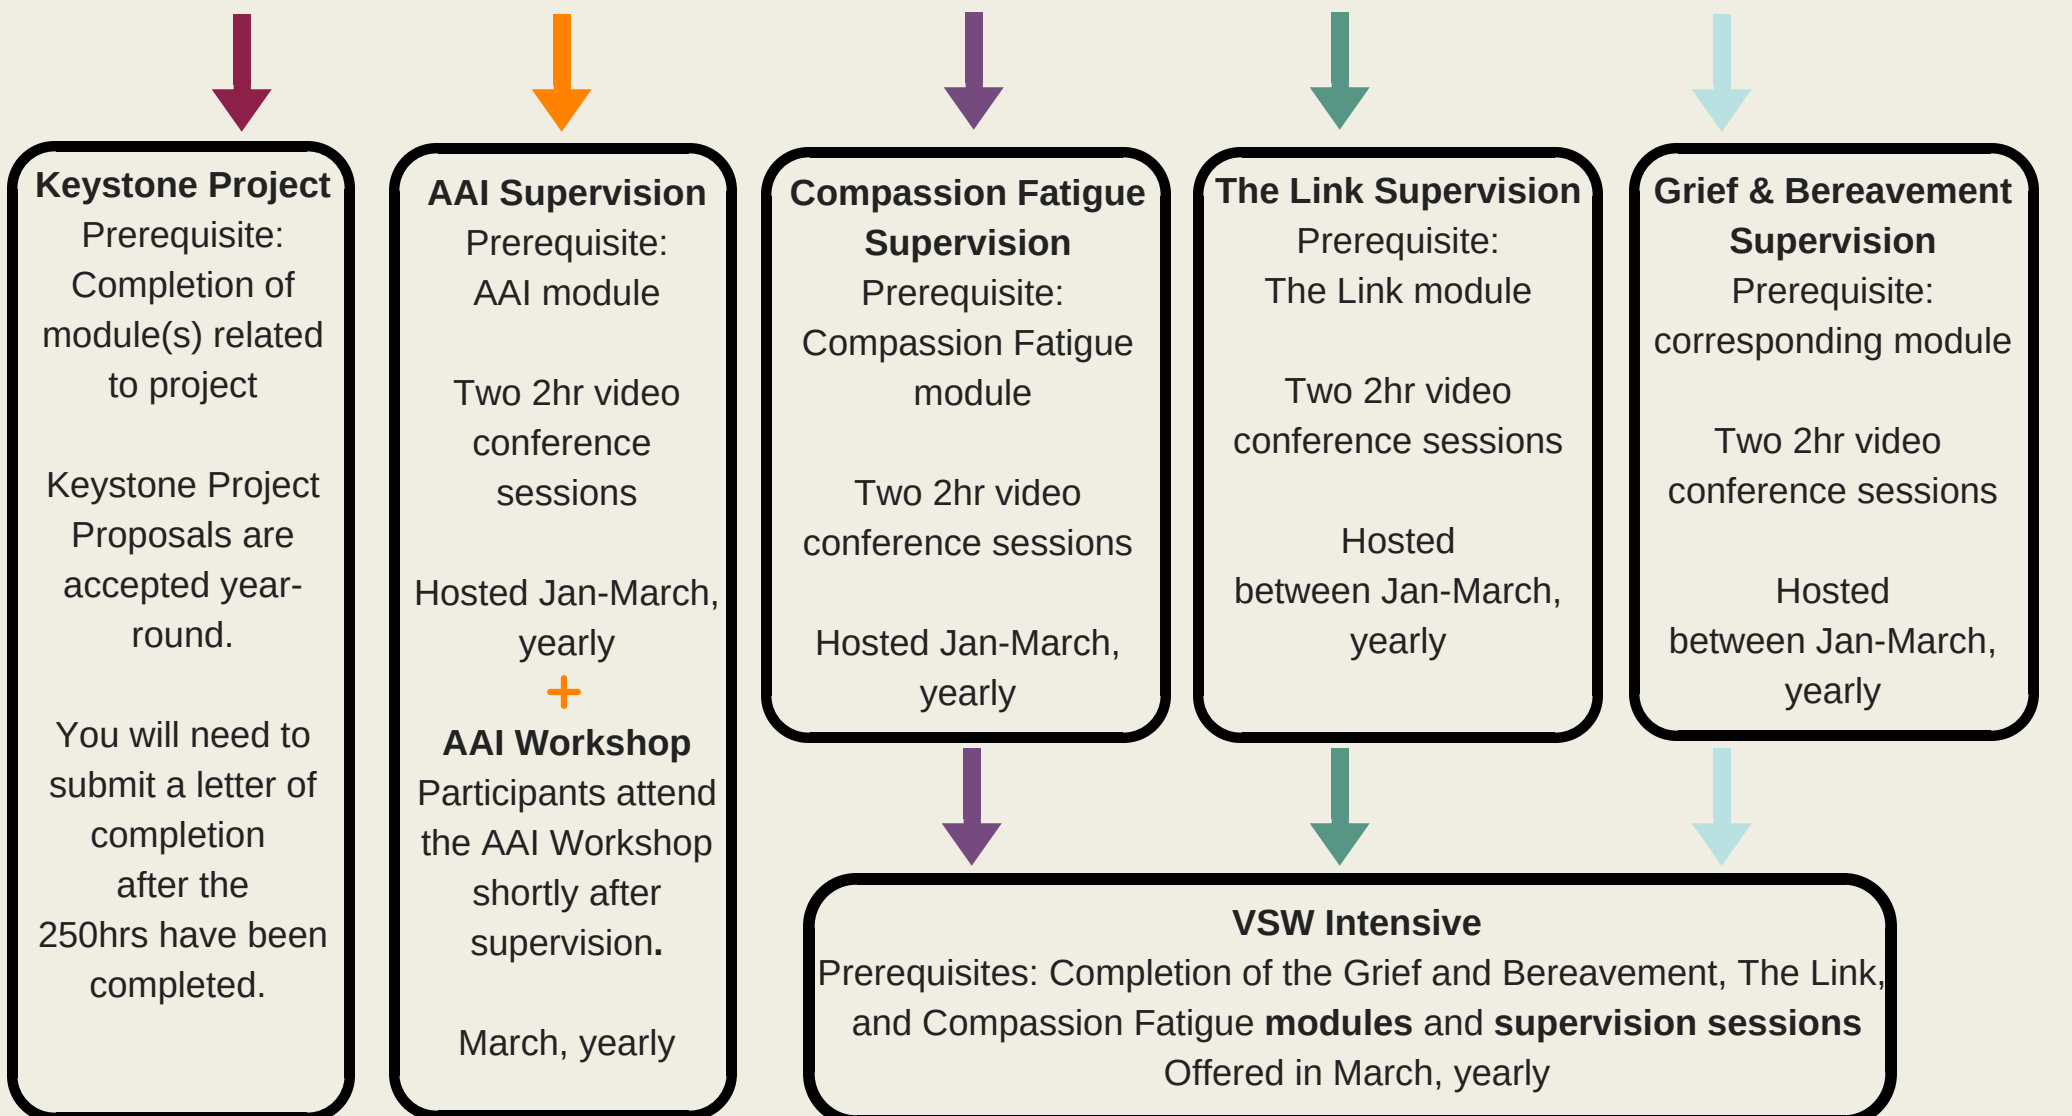 Keystone Project
Prerequisite:
Completion of
module(s) related
to project
Keystone Project
Proposals are
accepted year-
round.
You will need to
submit a letter of
completion
after the
250hrs have been
completed.
AAI Supervision
Prerequisite:
AAI module
Two 2hr video
conference
sessions
Hosted Jan-March,
yearly
+
AAI Workshop
Participants attend
the AAI Workshop
shortly after
supervision.
March, yearly
Compassion Fatigue
Supervision
Prerequisite:
Compassion Fatigue
module
Two 2hr video
conference sessions
Hosted Jan-March,
yearly
The Link Supervision
Prerequisite:
The Link module
Two 2hr video
conference sessions
Hosted
between Jan-March,
yearly
Grief & Bereavement
Supervision
Prerequisite:
corresponding module
Two 2hr video
conference sessions
Hosted
between Jan-March,
yearly
VSW Intensive
Prerequisites: Completion of the Grief and Bereavement, The Link,
and Compassion Fatigue modules and supervision sessions
Offered in March, yearly